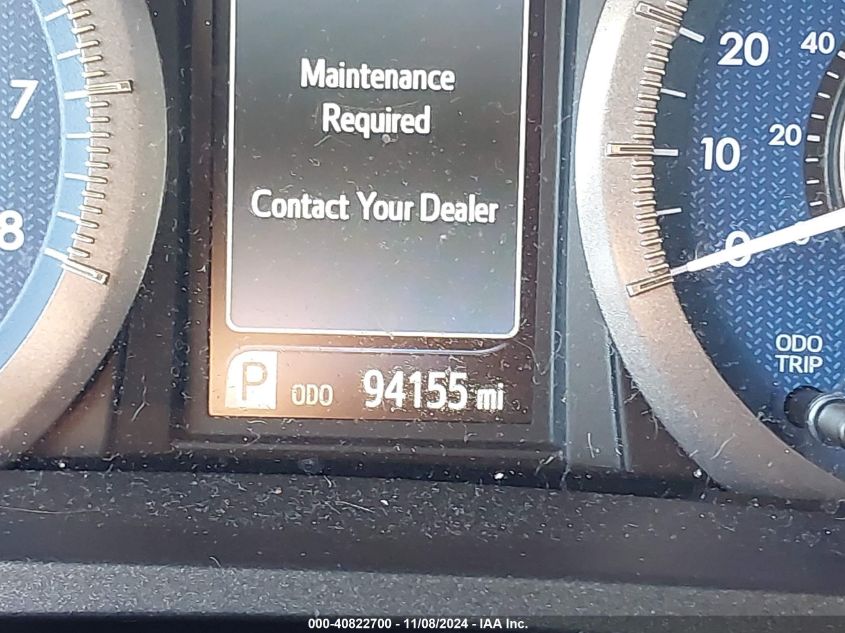 Maintenance
Required
Contact Your Dealer
P ODO 94155 mi
7
8
20
10
0
40
20
0
ODO
TRIP
000-40822700 - 11/08/2024 - IAA Inc.